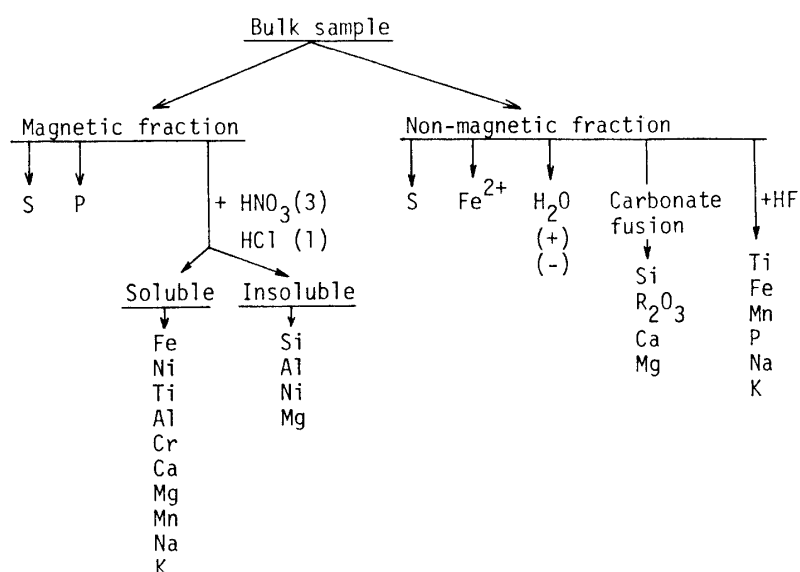 Bulk sample
Magnetic fraction
Non-magnetic fraction
S
P
+ HNO₃(3)
HCl (1)
Soluble
Fe
Ni
Ti
Al
Cr
Ca
Mg
Mn
Na
K
Insoluble
Si
Al
Ni
Mg
S
Fe²⁺
H₂O
(+)
(-)
Carbonate
fusion
Si
R₂O₃
Ca
Mg
+HF
Ti
Fe
Mn
P
Na
K